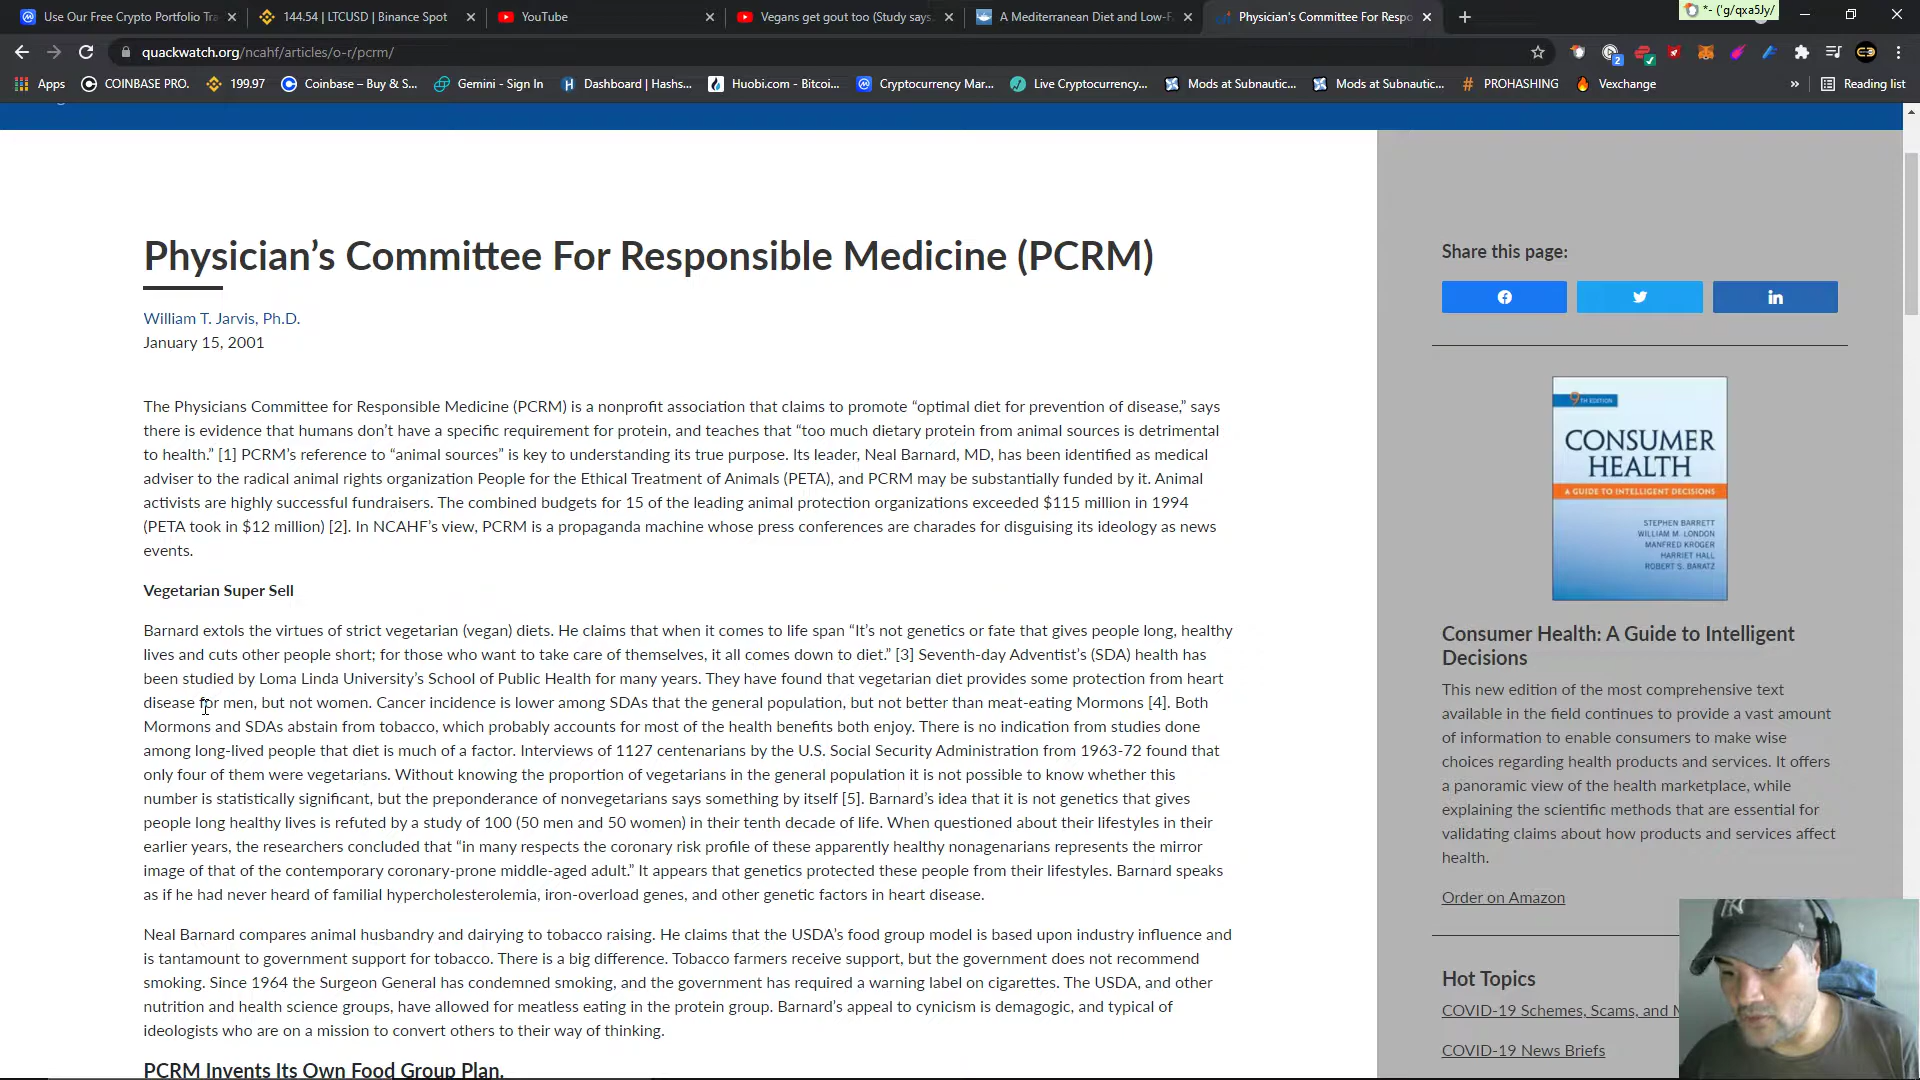 Use Our Free Crypto Portfolio Tra
144.54 | LTCUSD | Binance Spot
YouTube
Vegans get gout too (Study says
A Mediterranean Diet and Low-F
Physician's Committee For Respo
*- ('g/qxa5Jy/
quackwatch.org/ncahf/articles/o-r/pcrm/
2
Apps
COINBASE PRO.
199.97
Coinbase – Buy & S...
Gemini - Sign In
Dashboard | Hashs...
Huobi.com - Bitcoi...
Cryptocurrency Mar...
Live Cryptocurrency...
Mods at Subnautic...
Mods at Subnautic...
PROHASHING
Vexchange
»
Reading list
Physician’s Committee For Responsible Medicine (PCRM)
William T. Jarvis, Ph.D.
January 15, 2001
The Physicians Committee for Responsible Medicine (PCRM) is a nonprofit association that claims to promote “optimal diet for prevention of disease,” says
there is evidence that humans don’t have a specific requirement for protein, and teaches that “too much dietary protein from animal sources is detrimental
to health.” [1] PCRM’s reference to “animal sources” is key to understanding its true purpose. Its leader, Neal Barnard, MD, has been identified as medical
adviser to the radical animal rights organization People for the Ethical Treatment of Animals (PETA), and PCRM may be substantially funded by it. Animal
activists are highly successful fundraisers. The combined budgets for 15 of the leading animal protection organizations exceeded $115 million in 1994
(PETA took in $12 million) [2]. In NCAHF’s view, PCRM is a propaganda machine whose press conferences are charades for disguising its ideology as news
events.
Vegetarian Super Sell
Barnard extols the virtues of strict vegetarian (vegan) diets. He claims that when it comes to life span “It’s not genetics or fate that gives people long, healthy
lives and cuts other people short; for those who want to take care of themselves, it all comes down to diet.” [3] Seventh-day Adventist’s (SDA) health has
been studied by Loma Linda University’s School of Public Health for many years. They have found that vegetarian diet provides some protection from heart
disease for men, but not women. Cancer incidence is lower among SDAs that the general population, but not better than meat-eating Mormons [4]. Both
Mormons and SDAs abstain from tobacco, which probably accounts for most of the health benefits both enjoy. There is no indication from studies done
among long-lived people that diet is much of a factor. Interviews of 1127 centenarians by the U.S. Social Security Administration from 1963-72 found that
only four of them were vegetarians. Without knowing the proportion of vegetarians in the general population it is not possible to know whether this
number is statistically significant, but the preponderance of nonvegetarians says something by itself [5]. Barnard’s idea that it is not genetics that gives
people long healthy lives is refuted by a study of 100 (50 men and 50 women) in their tenth decade of life. When questioned about their lifestyles in their
earlier years, the researchers concluded that “in many respects the coronary risk profile of these apparently healthy nonagenarians represents the mirror
image of that of the contemporary coronary-prone middle-aged adult.” It appears that genetics protected these people from their lifestyles. Barnard speaks
as if he had never heard of familial hypercholesterolemia, iron-overload genes, and other genetic factors in heart disease.
Neal Barnard compares animal husbandry and dairying to tobacco raising. He claims that the USDA’s food group model is based upon industry influence and
is tantamount to government support for tobacco. There is a big difference. Tobacco farmers receive support, but the government does not recommend
smoking. Since 1964 the Surgeon General has condemned smoking, and the government has required a warning label on cigarettes. The USDA, and other
nutrition and health science groups, have allowed for meatless eating in the protein group. Barnard’s appeal to cynicism is demagogic, and typical of
ideologists who are on a mission to convert others to their way of thinking.
PCRM Invents Its Own Food Group Plan.
Share this page:
9TH EDITION
CONSUMER
HEALTH
A GUIDE TO INTELLIGENT DECISIONS
STEPHEN BARRETT
WILLIAM M. LONDON
MANFRED KROGER
HARRIET HALL
ROBERT S. BARATZ
Consumer Health: A Guide to Intelligent
Decisions
This new edition of the most comprehensive text
available in the field continues to provide a vast amount
of information to enable consumers to make wise
choices regarding health products and services. It offers
a panoramic view of the health marketplace, while
explaining the scientific methods that are essential for
validating claims about how products and services affect
health.
Order on Amazon
Hot Topics
COVID-19 Schemes, Scams, and
COVID-19 News Briefs